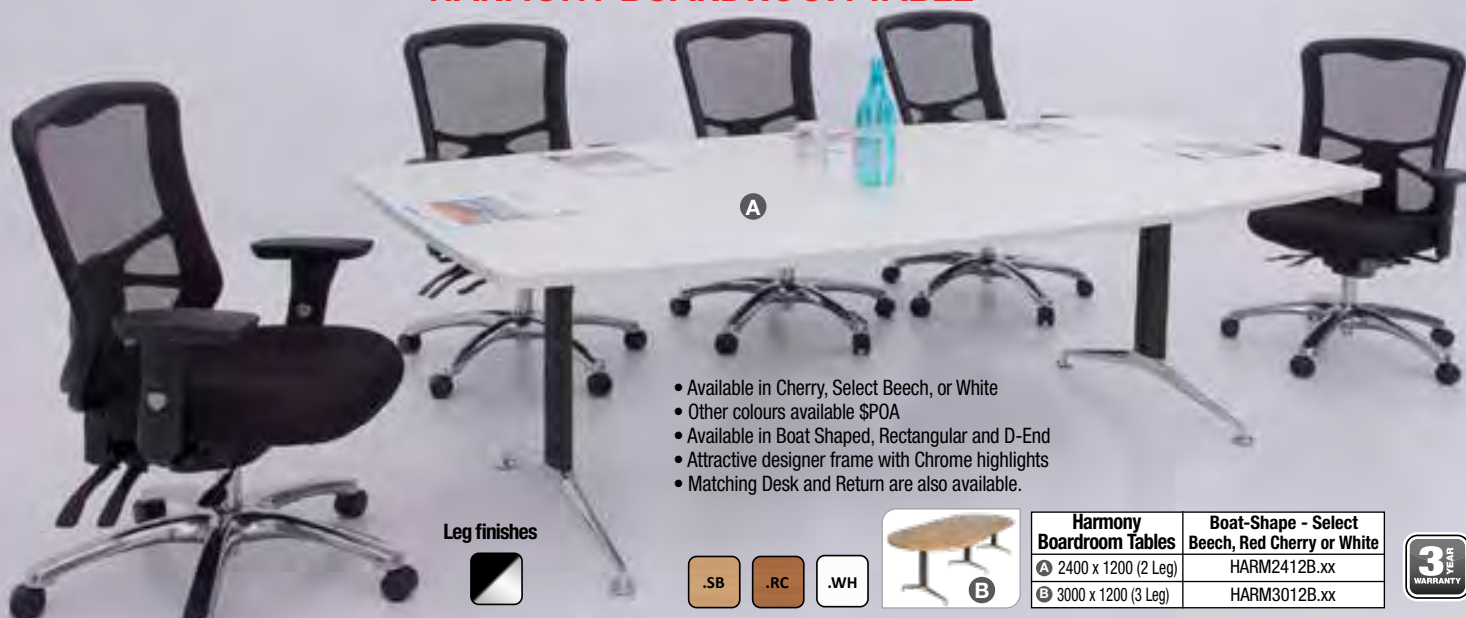 HARMONY BOARDROOM TABLE
A
• Available in Cherry, Select Beech, or White
• Other colours available $POA
• Available in Boat Shaped, Rectangular and D-End
• Attractive designer frame with Chrome highlights
• Matching Desk and Return are also available.
Leg finishes
.SB .RC .WH
B
Harmony Boardroom Tables
Boat-Shape - Select Beech, Red Cherry or White
A 2400 x 1200 (2 Leg) HARM2412B.xx
B 3000 x 1200 (3 Leg) HARM3012B.xx
3 YEAR
WARRANTY